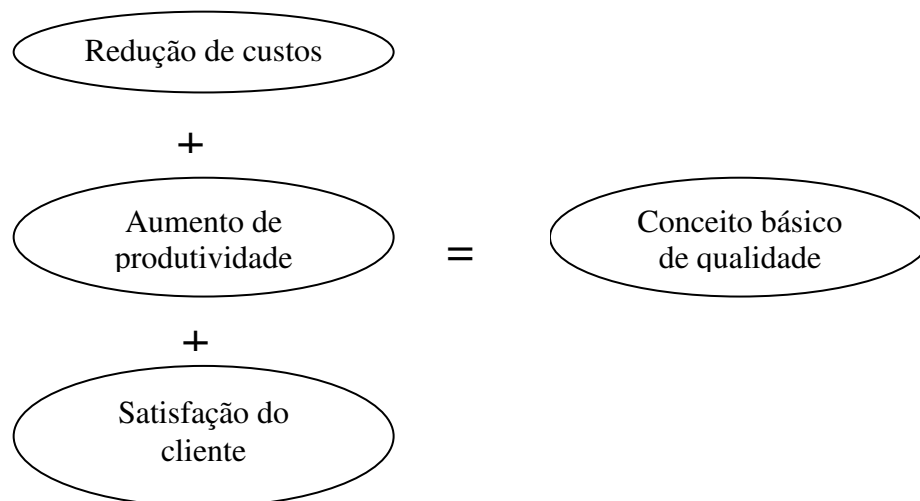 Redução de custos
+
Aumento de
produtividade
=
Conceito básico
de qualidade
+
Satisfação do
cliente